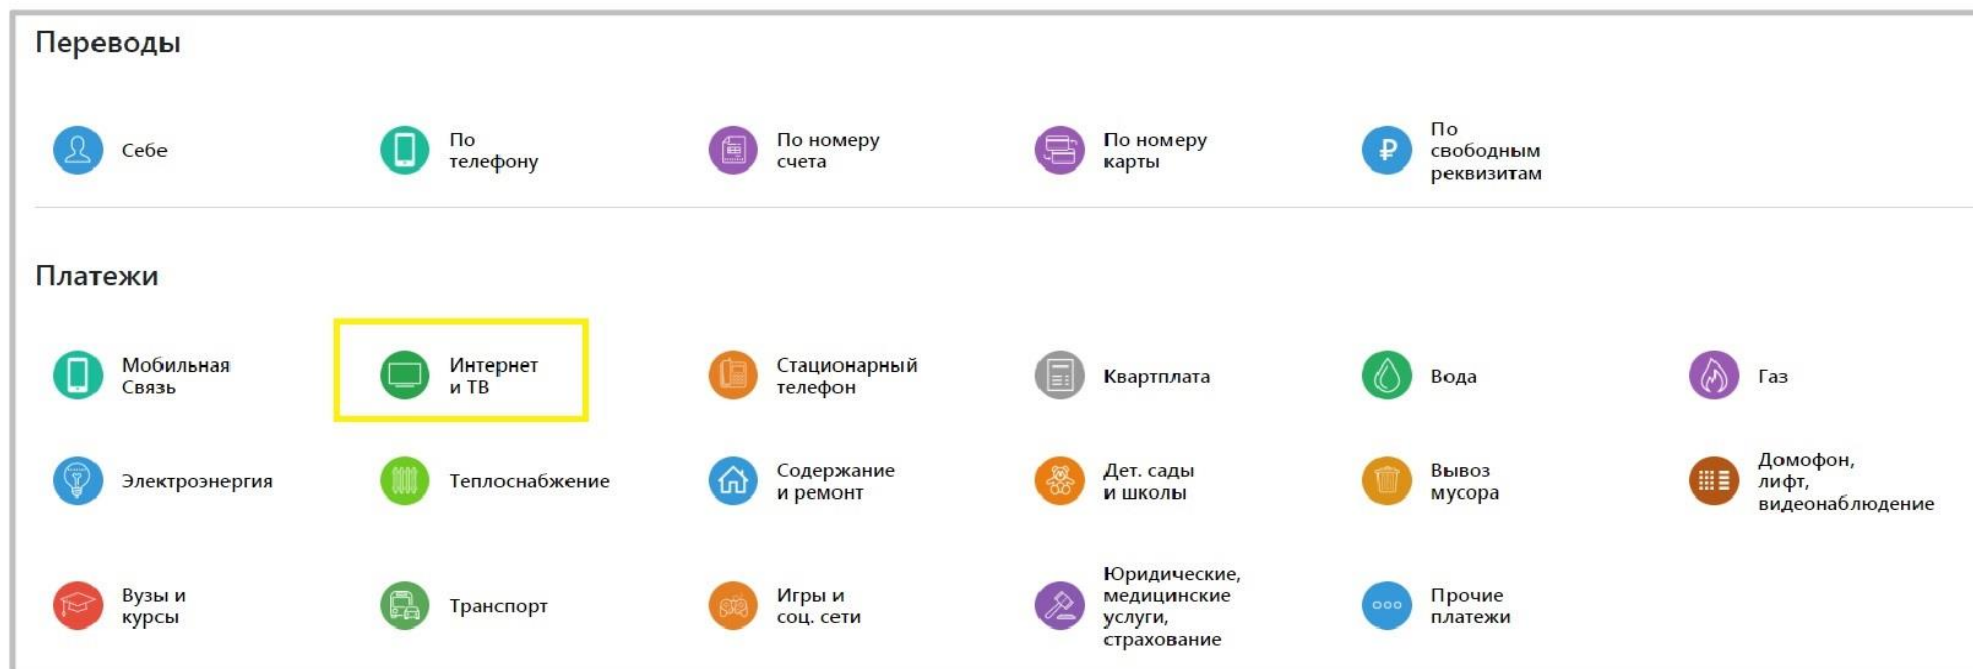 Переводы
Себе
По
телефону
По номеру
счета
По номеру
карты
₽
По
свободным
реквизитам
Платежи
Мобильная
Связь
Интернет
и ТВ
Стационарный
телефон
Квартплата
Вода
Газ
Электроэнергия
Теплоснабжение
Содержание
и ремонт
Дет. сады
и школы
Вывоз
мусора
Домофон,
лифт,
видеонаблюдение
Вузы и
курсы
Транспорт
Игры и
соц. сети
Юридические,
медицинские
услуги,
страхование
Прочие
платежи